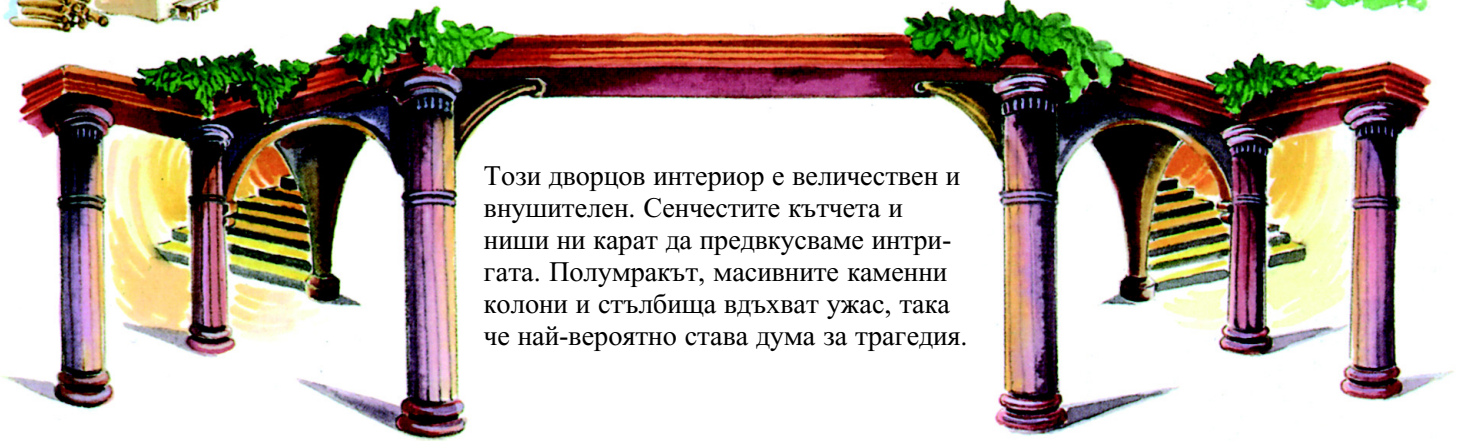 Този дворцов интериор е величествен и
внушителен. Сенчестите кътчета и
ниши ни карат да предвкусваме интри-
гата. Полумракът, масивните каменни
колони и стълбища вдъхват ужас, така
че най-вероятно става дума за трагедия.